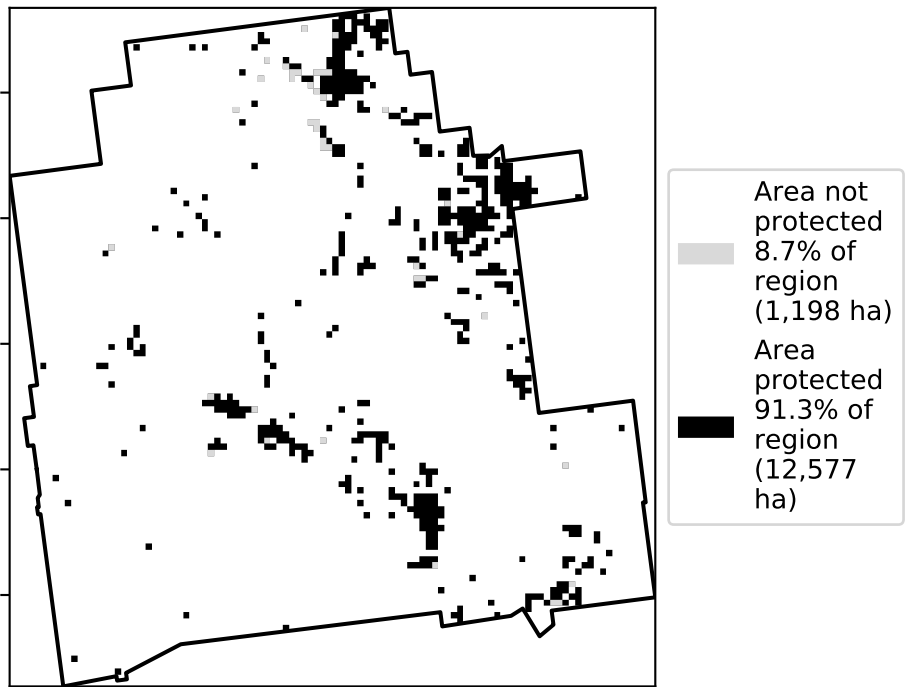 Area not
protected
8.7% of
region
(1,198 ha)
Area
protected
91.3% of
region
(12,577
ha)